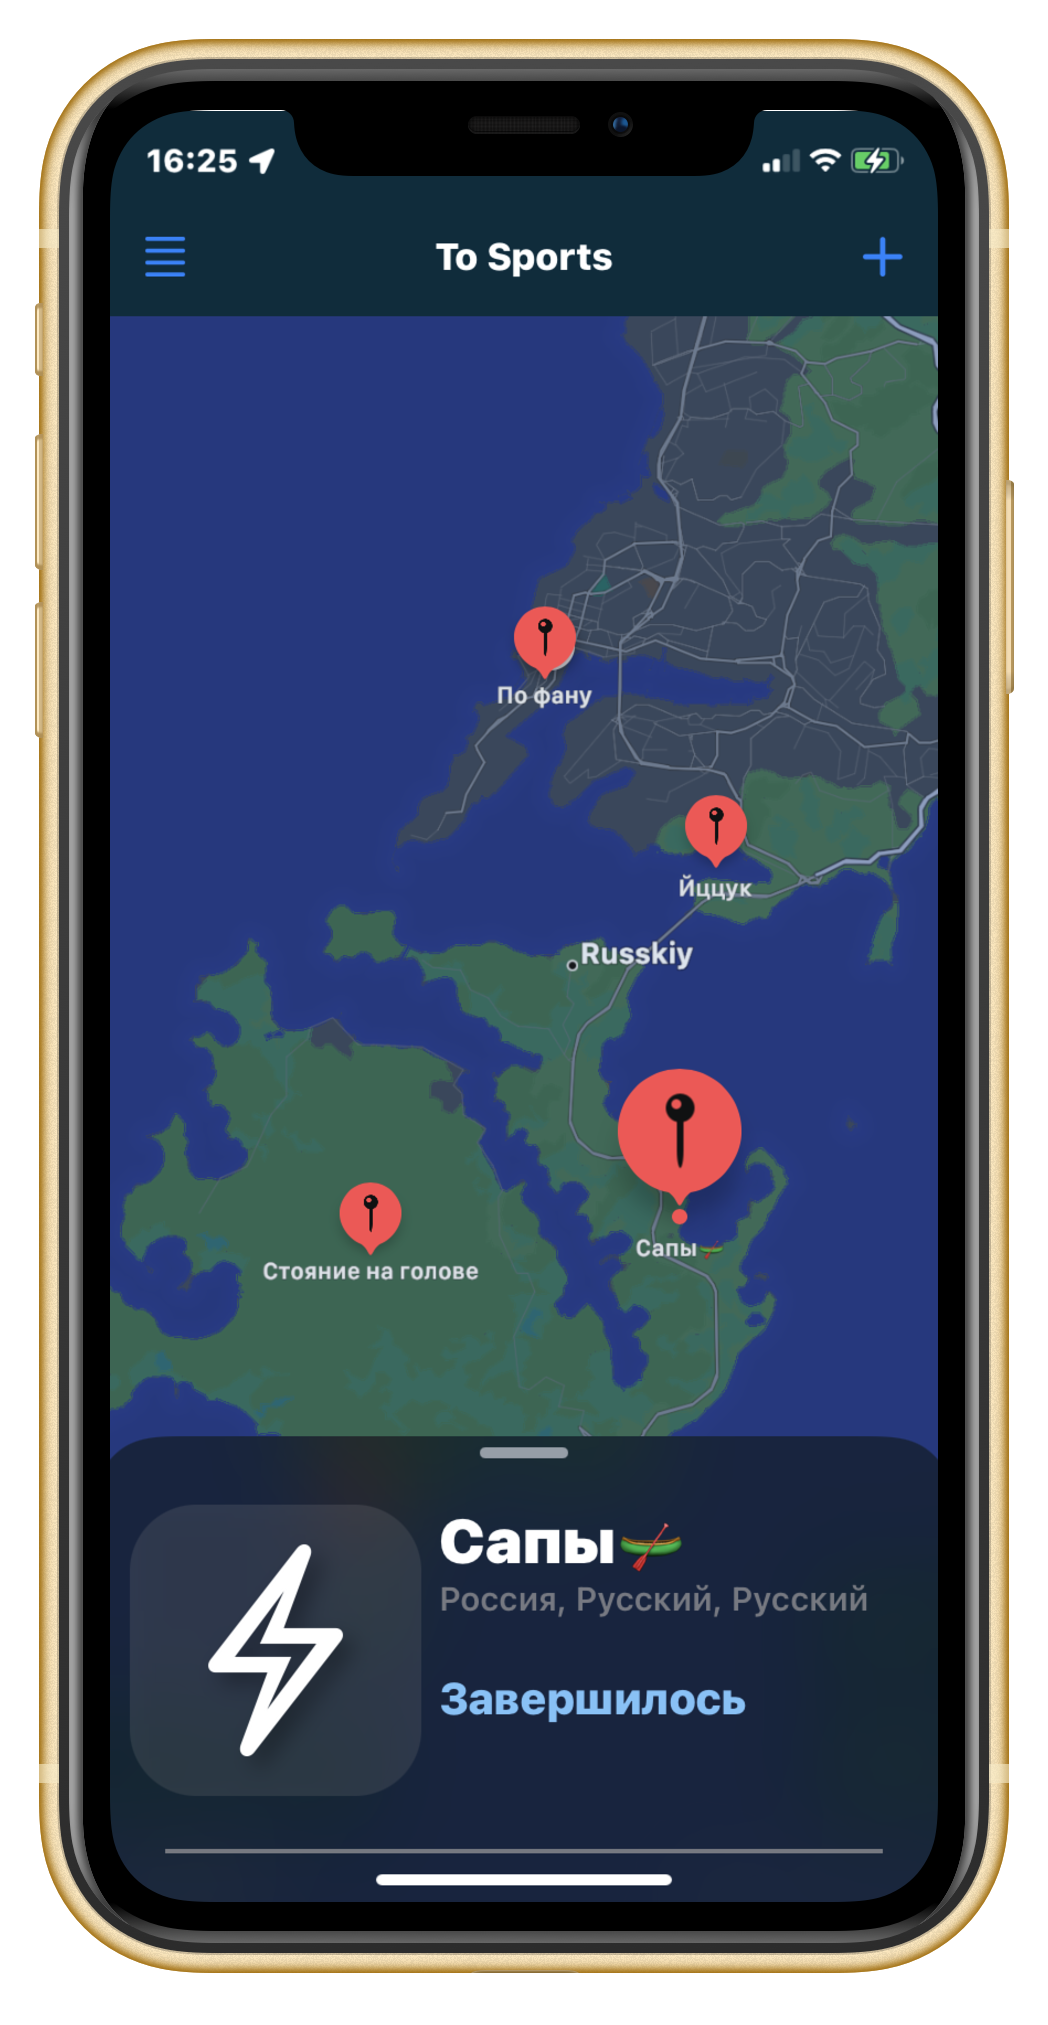 16:25
To Sports
По фану
Йццук
Russkiy
Сапы🛶
Стояние на голове
Сапы🛶
Россия, Русский, Русский
Завершилось